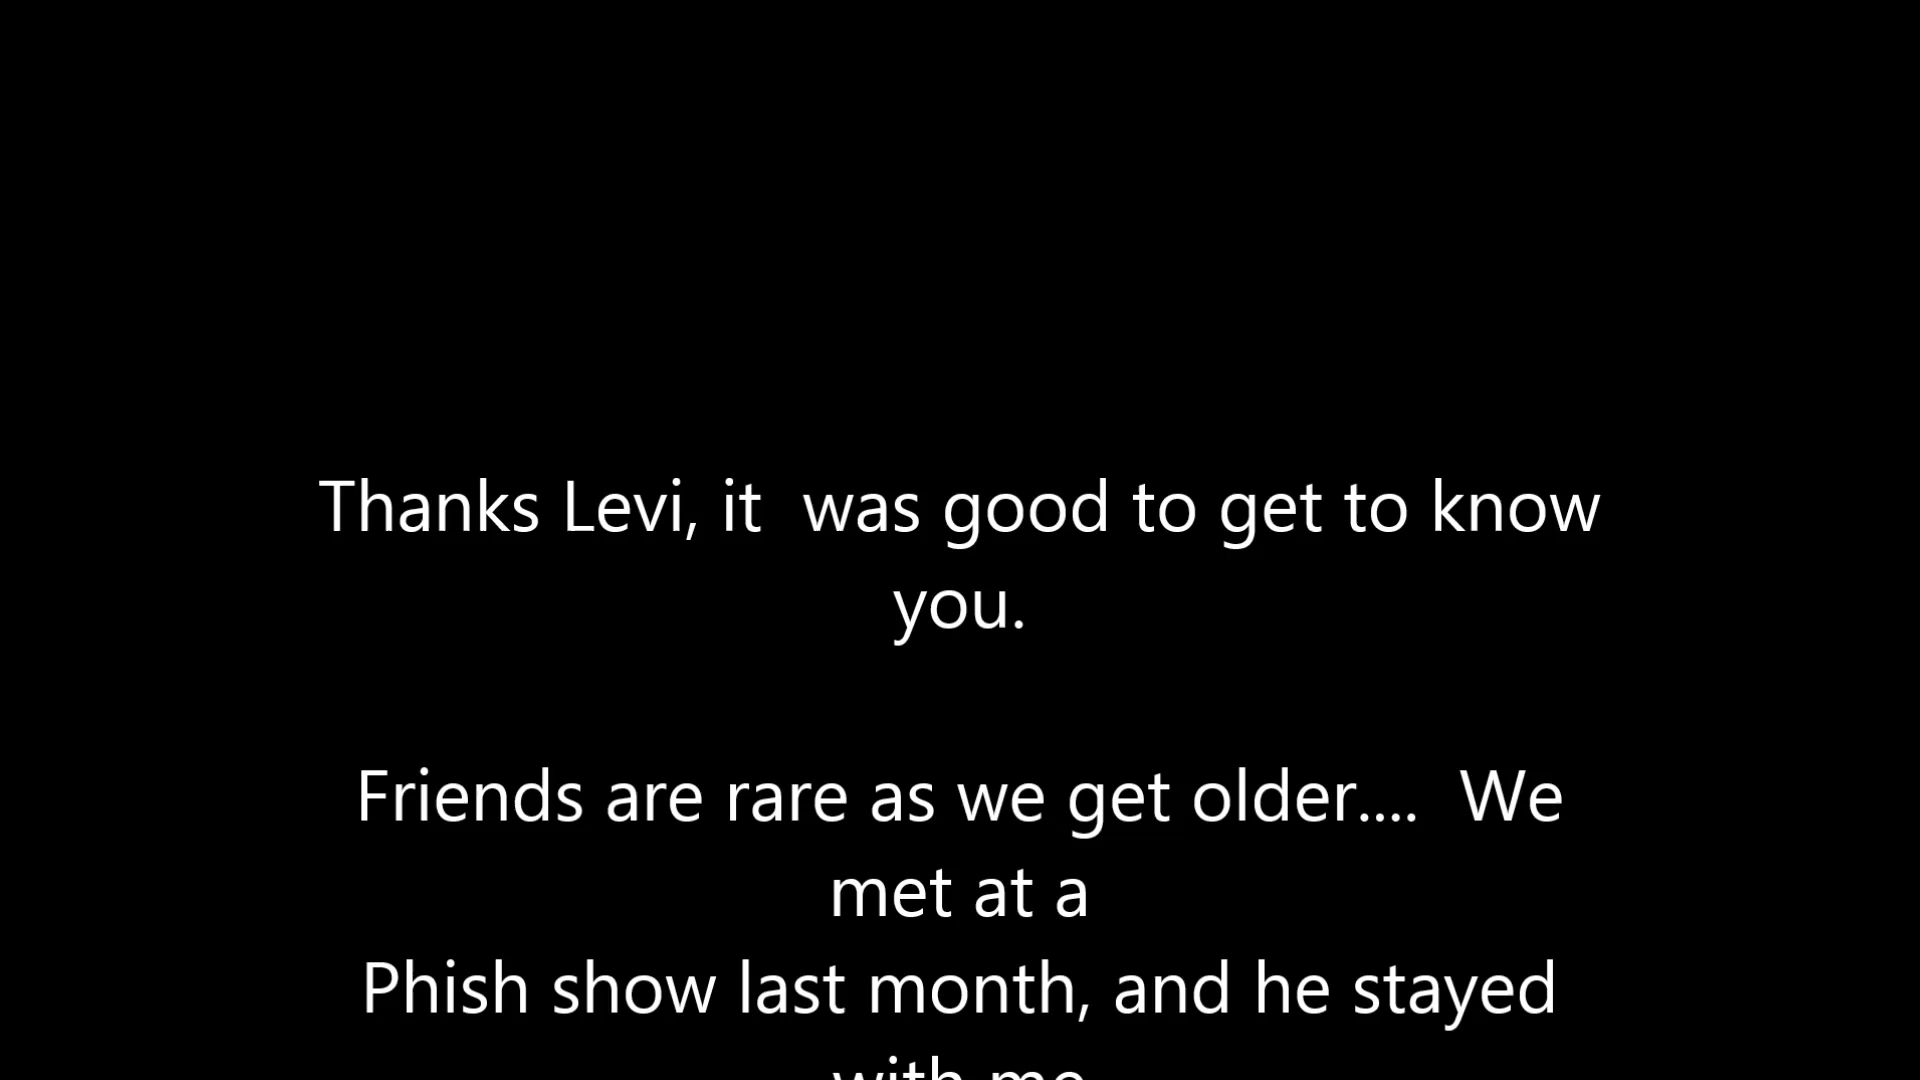 Thanks Levi, it  was good to get to know
you.
Friends are rare as we get older....  We
met at a
Phish show last month, and he stayed
with me